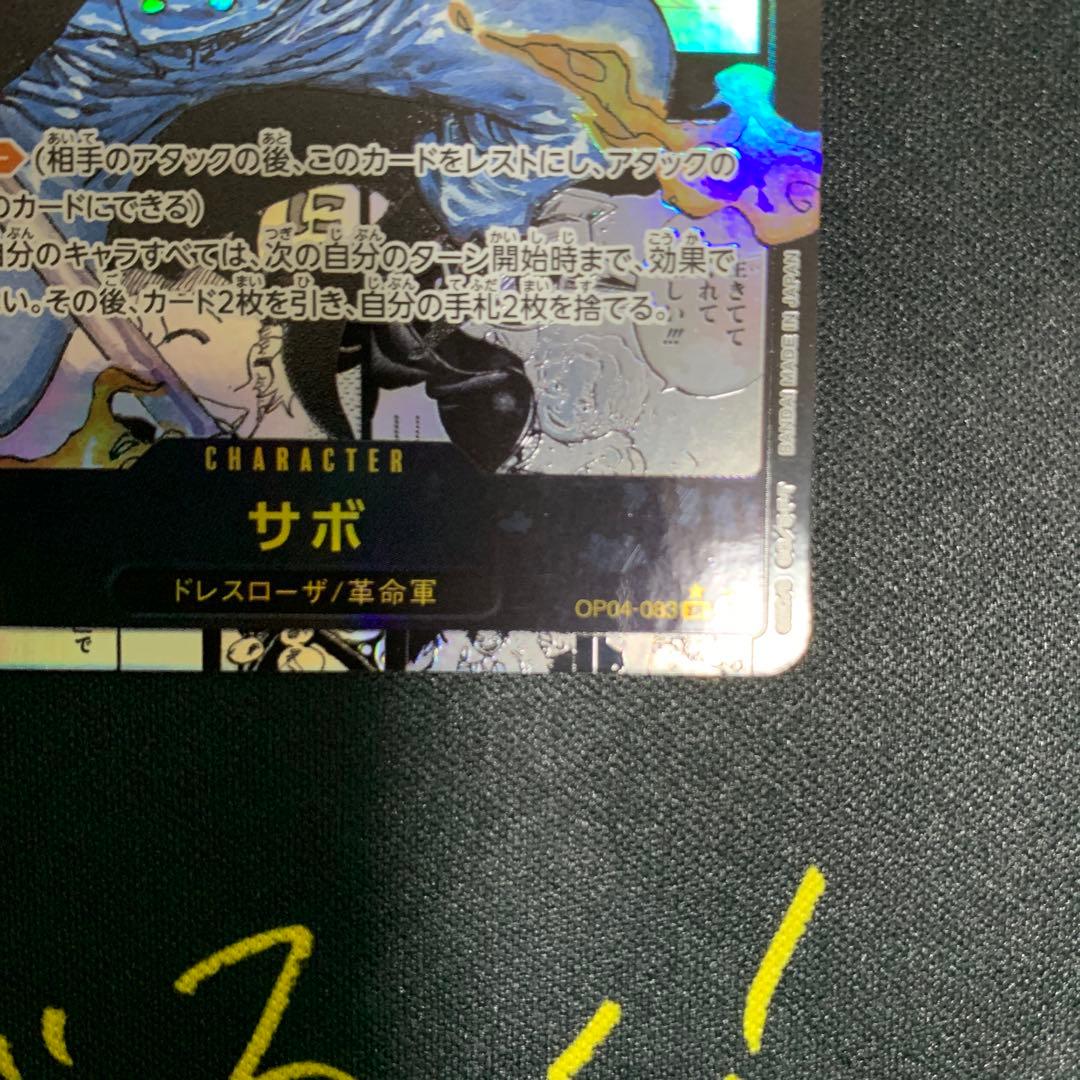 (相手のアタックの後、このカードをレストにし、アタックの
のカードにできる)
自分のキャラすべては、次の自分のターン開始時まで、効果で
い。その後、カード2枚を引き、自分の手札2枚を捨てる。
CHARACTER
サボ
ドレスローザ/革命軍
OP04-083
BANDAI MADE IN JAPAN